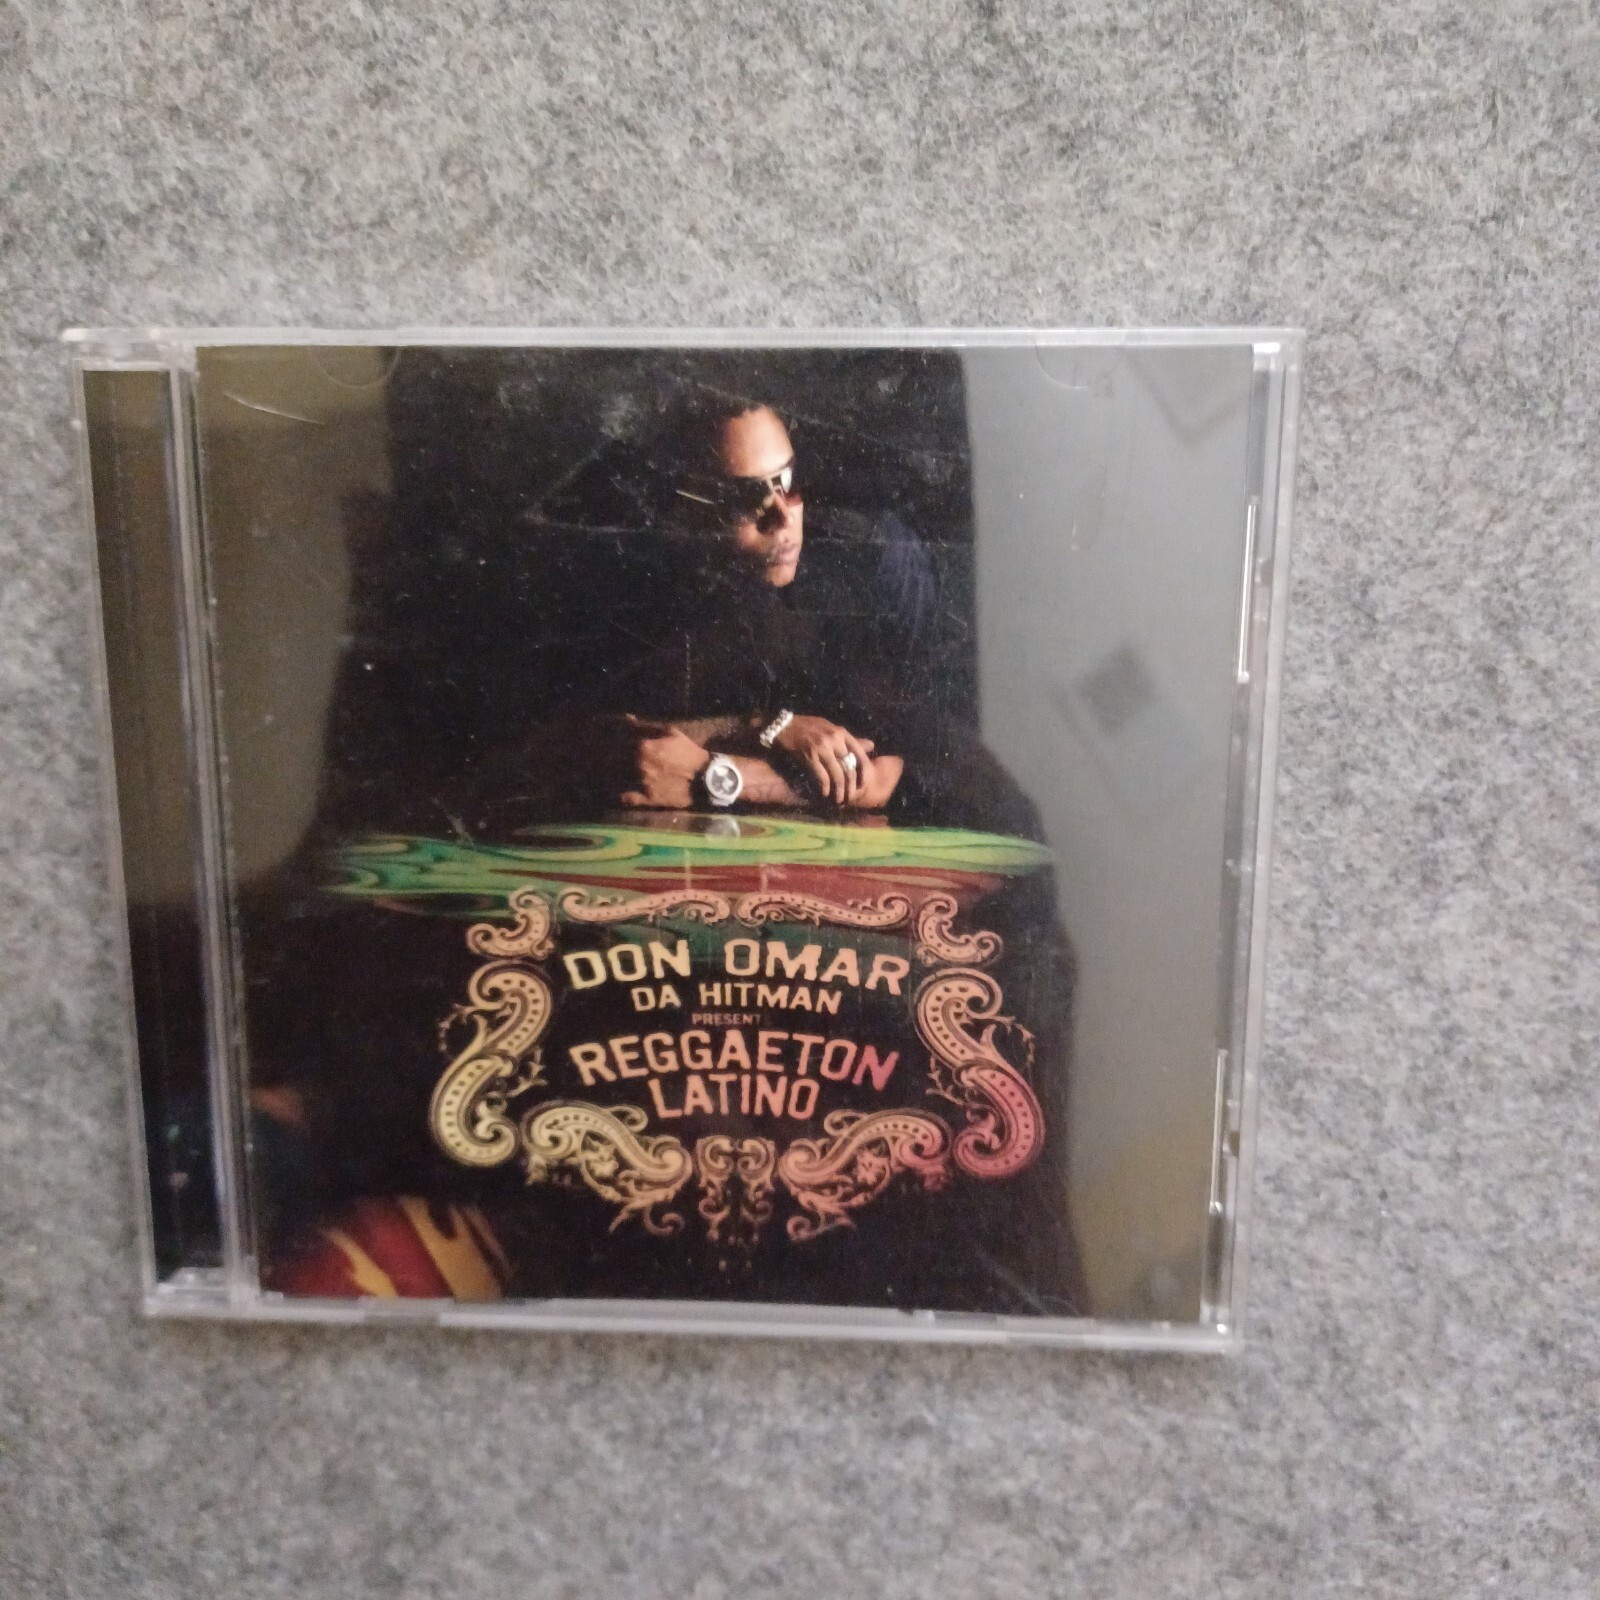 DON OMAR
DA HITMAN
PRESENT
REGGAETON
LATINO